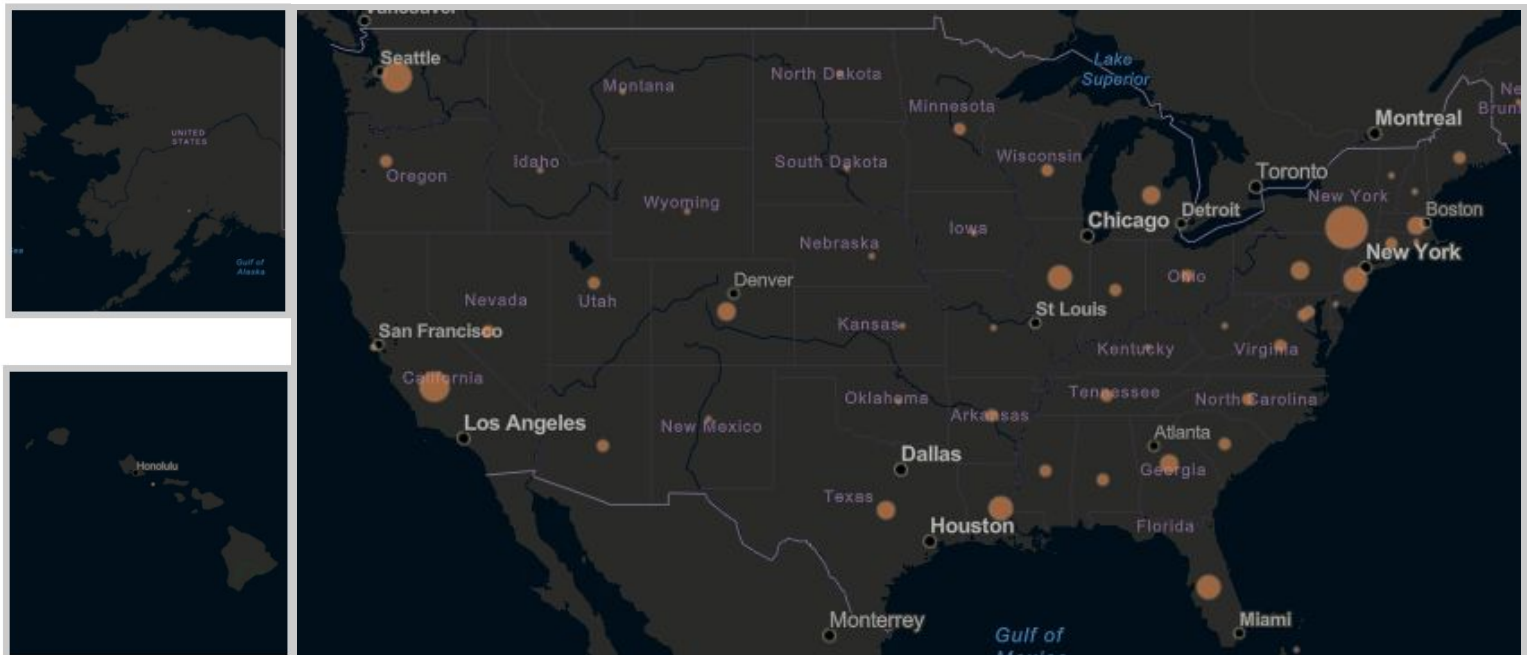 UNITED
STATES
Gulf of
Alaska
Honolulu
Vancouver
Seattle
Montana
North Dakota
Lake
Superior
Minnesota
Montreal
Oregon
Idaho
South Dakota
Wisconsin
Toronto
Wyoming
New York
Iowa
Chicago
Detroit
Boston
Nebraska
New York
Nevada
Utah
Denver
Ohio
San Francisco
Kansas
St Louis
Kentucky
Virginia
California
Oklahoma
Arkansas
Tennessee
North Carolina
Los Angeles
New Mexico
Atlanta
Dallas
Georgia
Texas
Houston
Florida
Monterrey
Gulf of
Miami